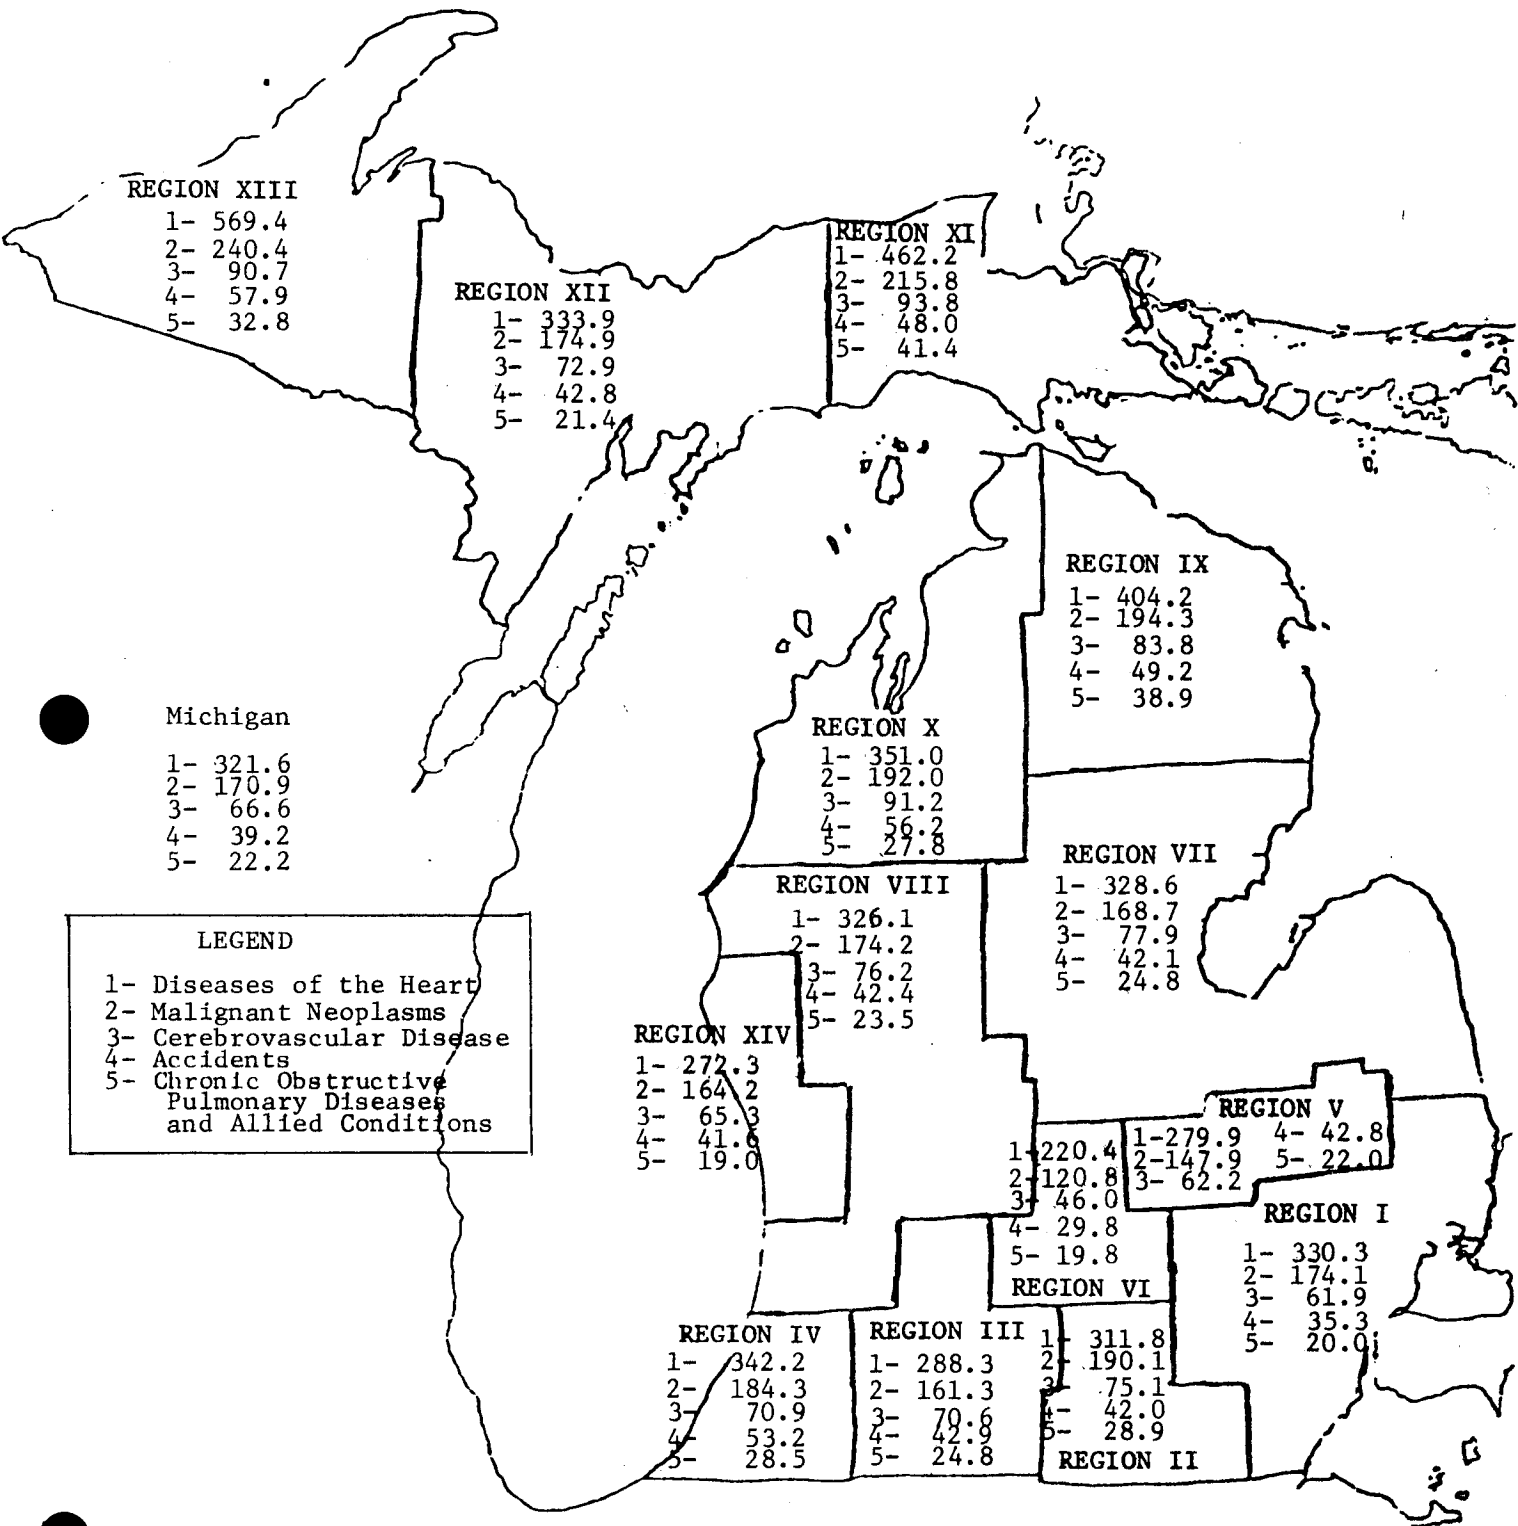 REGION XIII
1- 569.4
2- 240.4
3- 90.7
4- 57.9
5- 32.8
REGION XII
1- 333.9
2- 174.9
3- 72.9
4- 42.8
5- 21.4
REGION XI
1- 462.2
2- 215.8
3- 93.8
4- 48.0
5- 41.4
REGION IX
1- 404.2
2- 194.3
3- 83.8
4- 49.2
5- 38.9
Michigan
1- 321.6
2- 170.9
3- 66.6
4- 39.2
5- 22.2
REGION X
1- 351.0
2- 192.0
3- 91.2
4- 56.2
5- 27.8
REGION VII
1- 328.6
2- 168.7
3- 77.9
4- 42.1
5- 24.8
REGION VIII
1- 326.1
2- 174.2
3- 76.2
4- 42.4
5- 23.5
LEGEND
1- Diseases of the Heart
2- Malignant Neoplasms
3- Cerebrovascular Disease
4- Accidents
5- Chronic Obstructive
Pulmonary Diseases
and Allied Conditions
REGION XIV
1- 272.3
2- 164.2
3- 65.3
4- 41.6
5- 19.0
REGION V
1-279.9 4- 42.8
2-147.9 5- 22.0
3- 62.2
1-220.4
2-120.8
3- 46.0
4- 29.8
5- 19.8
REGION VI
REGION I
1- 330.3
2- 174.1
3- 61.9
4- 35.3
5- 20.0
REGION IV
1- 342.2
2- 184.3
3- 70.9
4- 53.2
5- 28.5
REGION III
1- 288.3
2- 161.3
3- 70.6
4- 42.9
5- 24.8
1- 311.8
2- 190.1
3- 75.1
4- 42.0
5- 28.9
REGION II